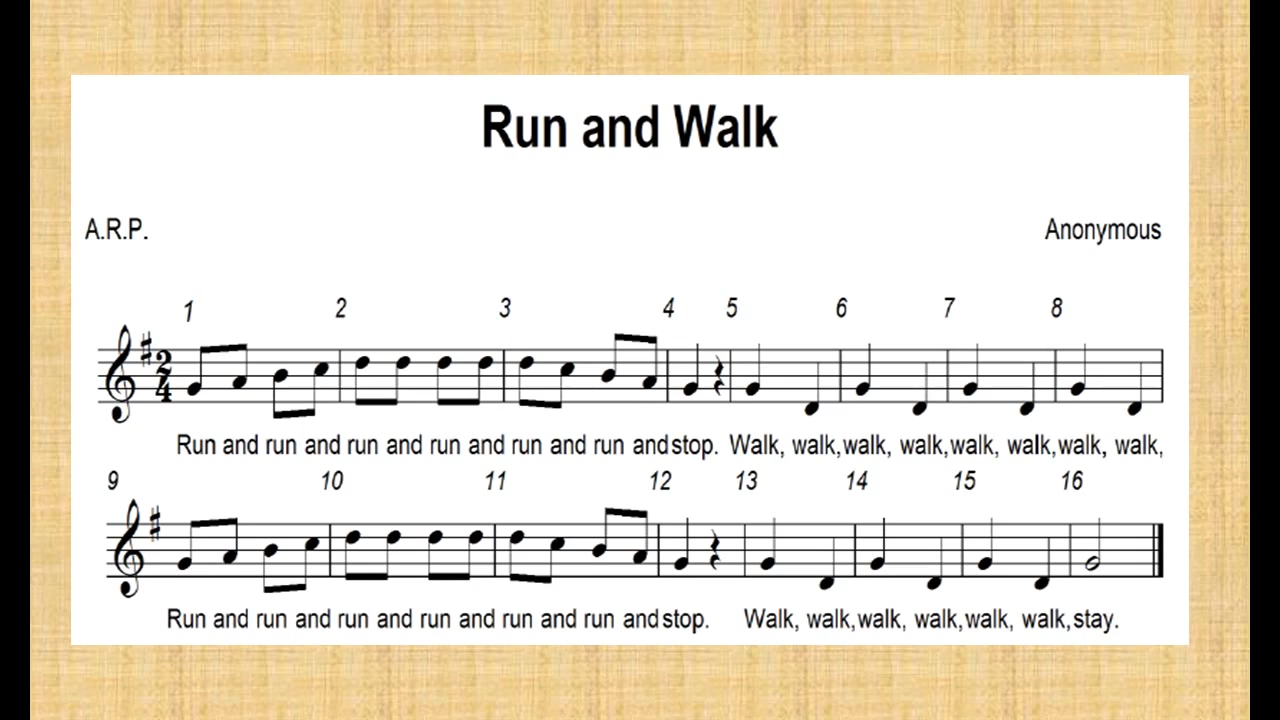 Run and Walk
A.R.P. Anonymous
1 2 3 4 5 6 7 8
2
4
Run and run and run and run and run and run and stop. Walk, walk, walk, walk, walk, walk, walk, walk,
9 10 11 12 13 14 15 16
Run and run and run and run and run and run and stop. Walk, walk, walk, walk, walk, walk, stay.